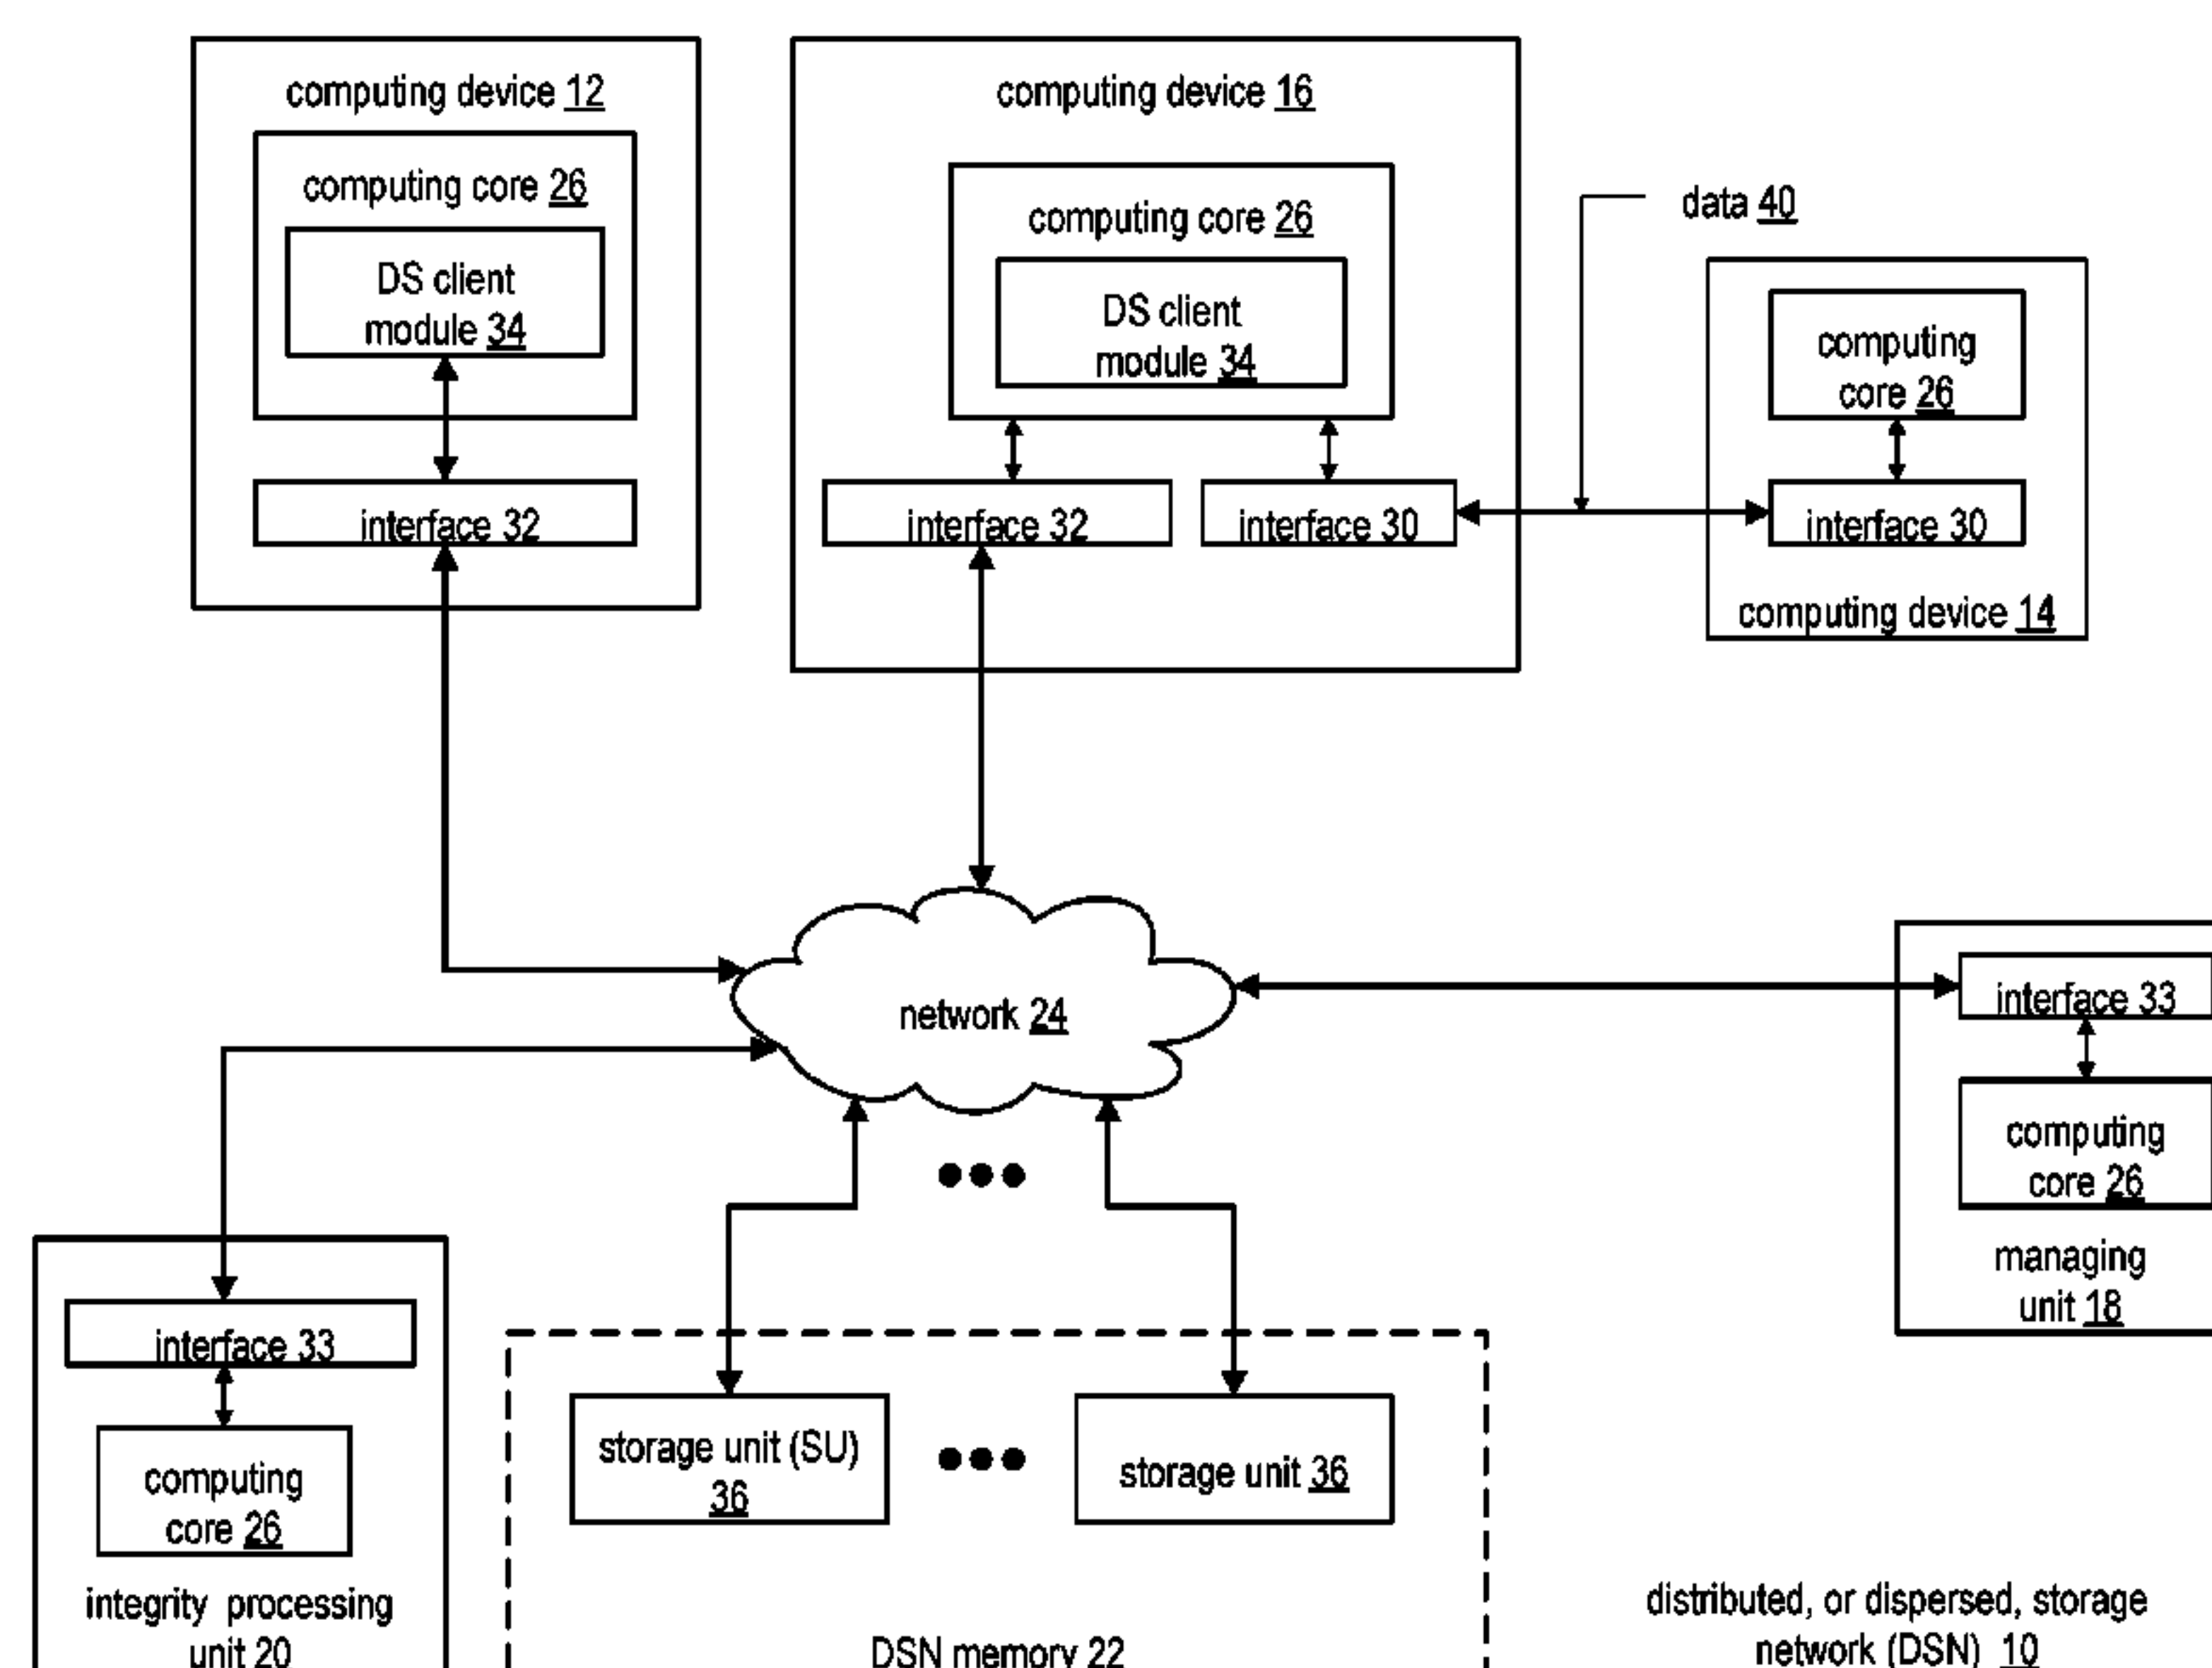 computing device 12
computing core 26
DS client
module 34
interface 32
computing device 16
computing core 26
DS client
module 34
interface 32
interface 30
data 40
computing
core 26
interface 30
computing device 14
network 24
interface 33
computing
core 26
managing
unit 18
interface 33
computing
core 26
integrity processing
unit 20
storage unit (SU)
36
storage unit 36
DSN memory 22
distributed, or dispersed, storage
network (DSN) 10